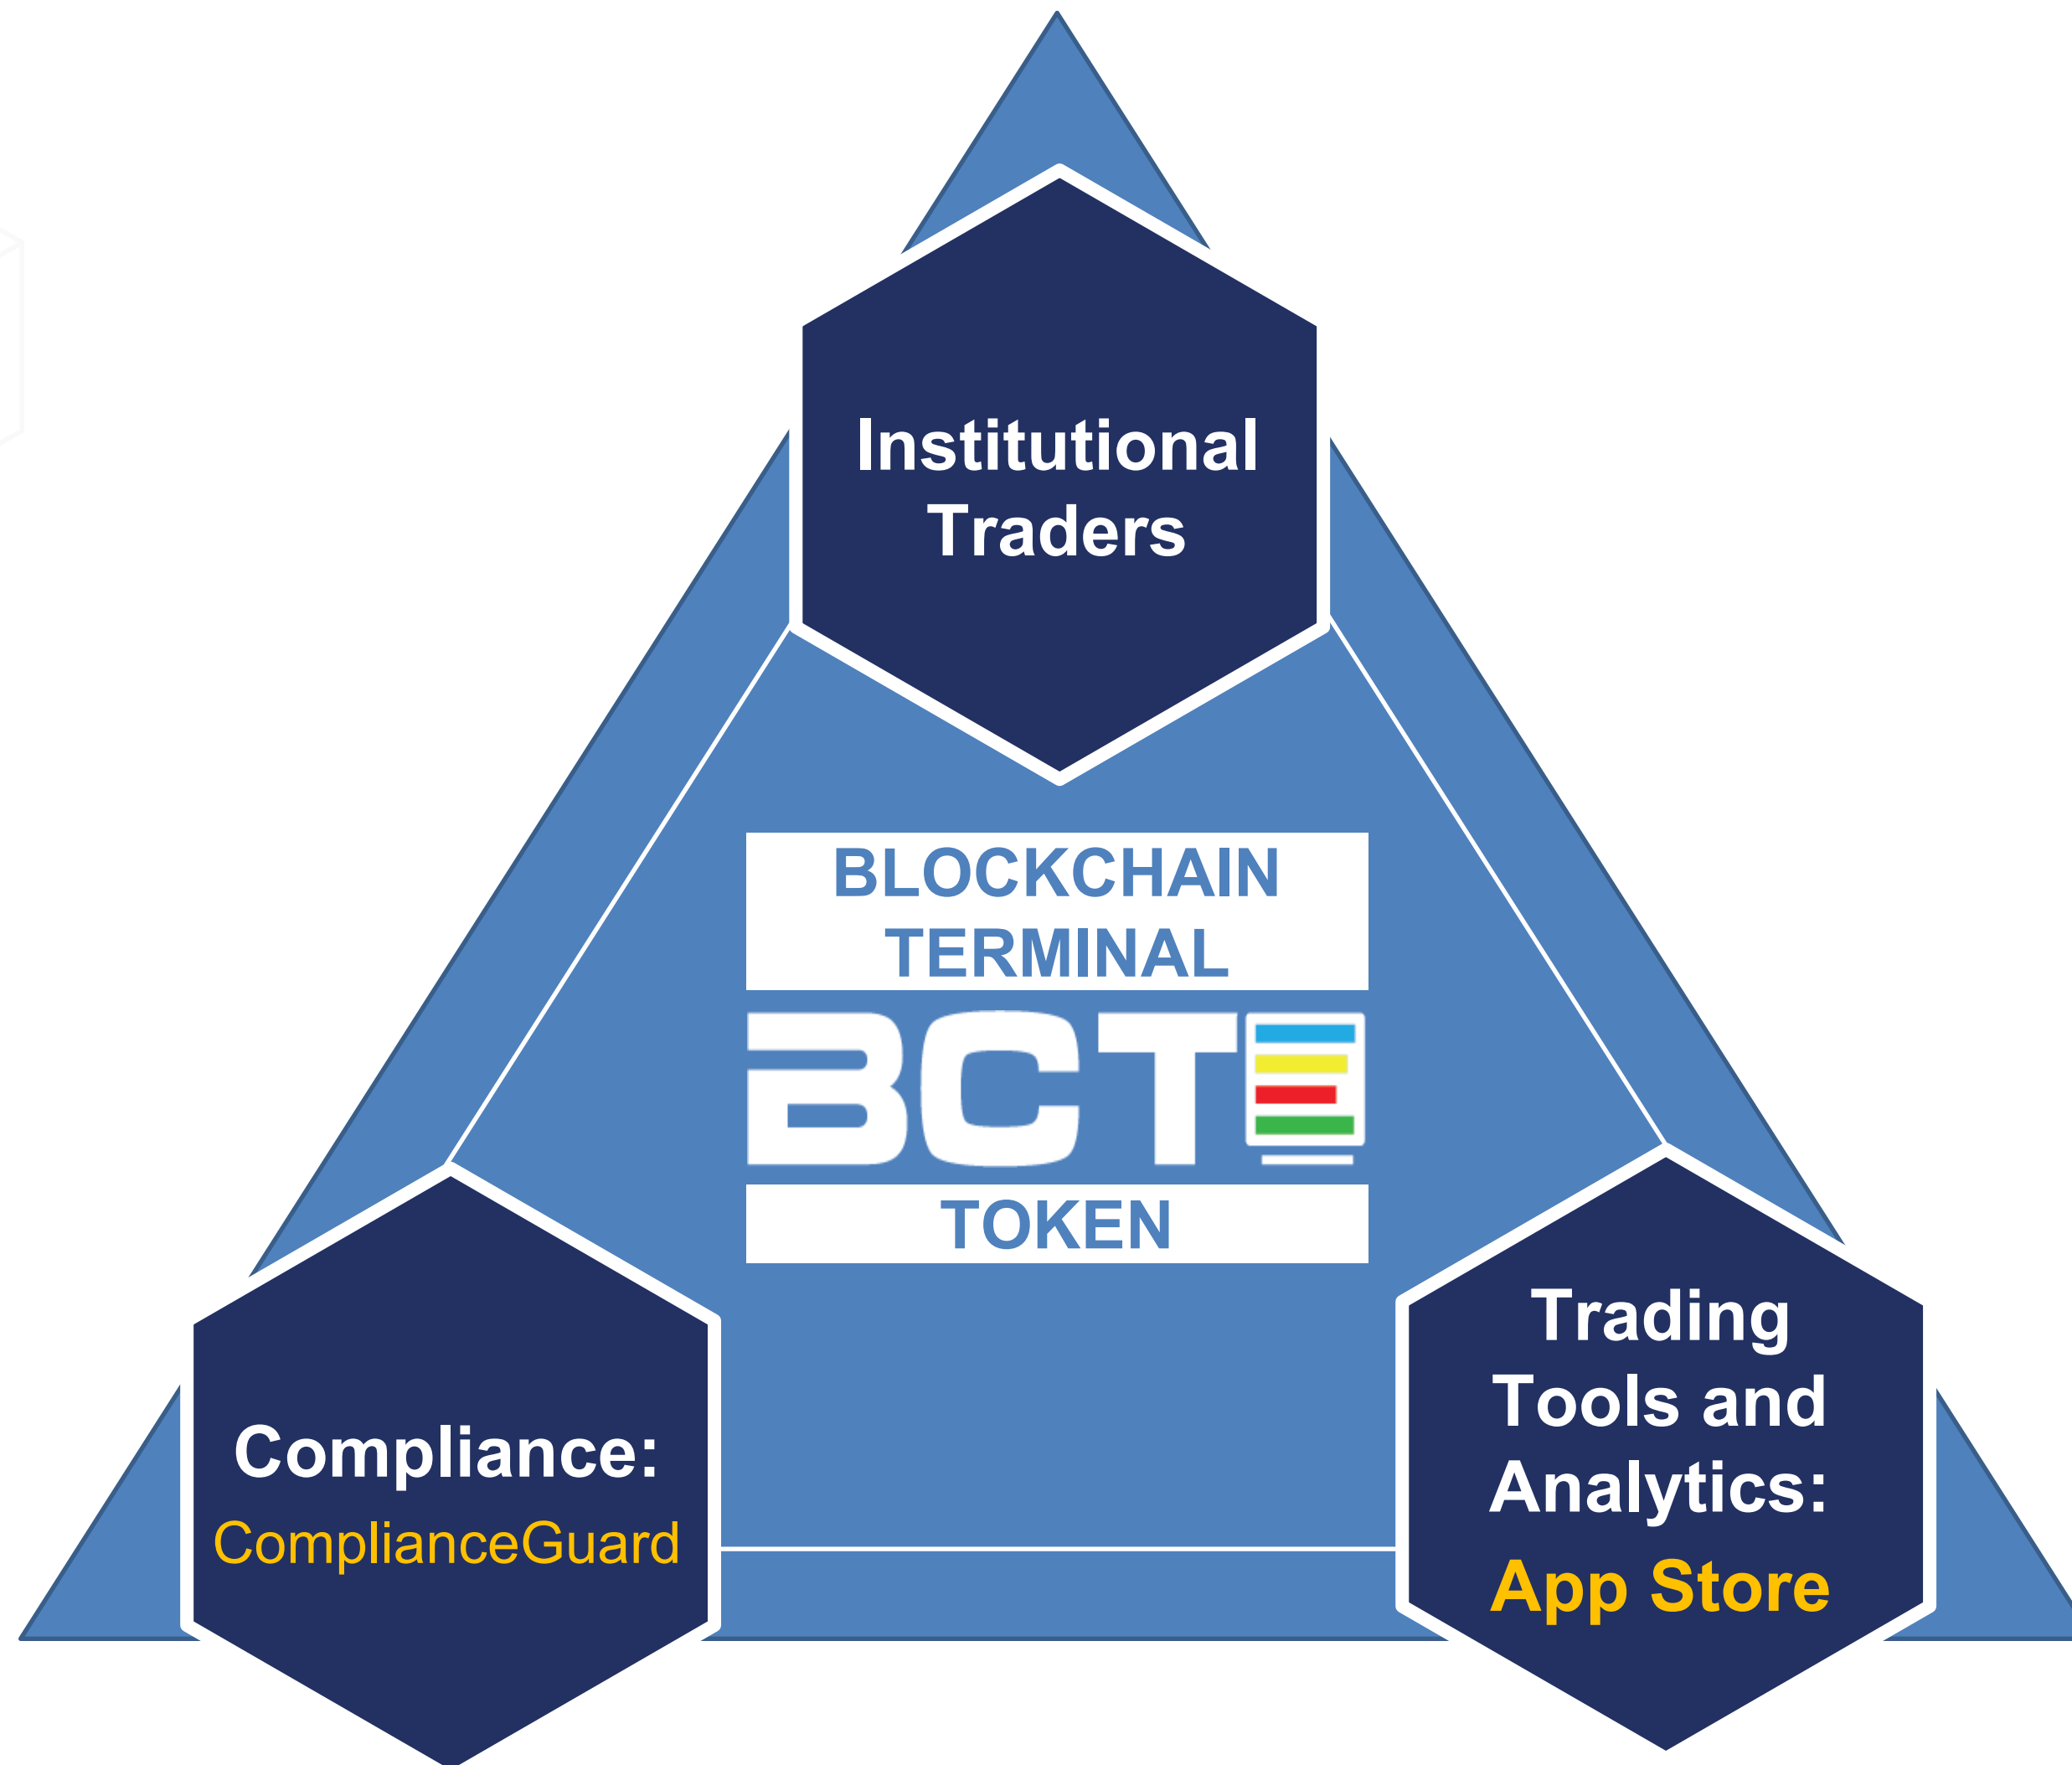 Institutional
Traders
BLOCKCHAIN
TERMINAL
BCT
TOKEN
Compliance:
ComplianceGuard
Trading
Tools and
Analytics:
App Store